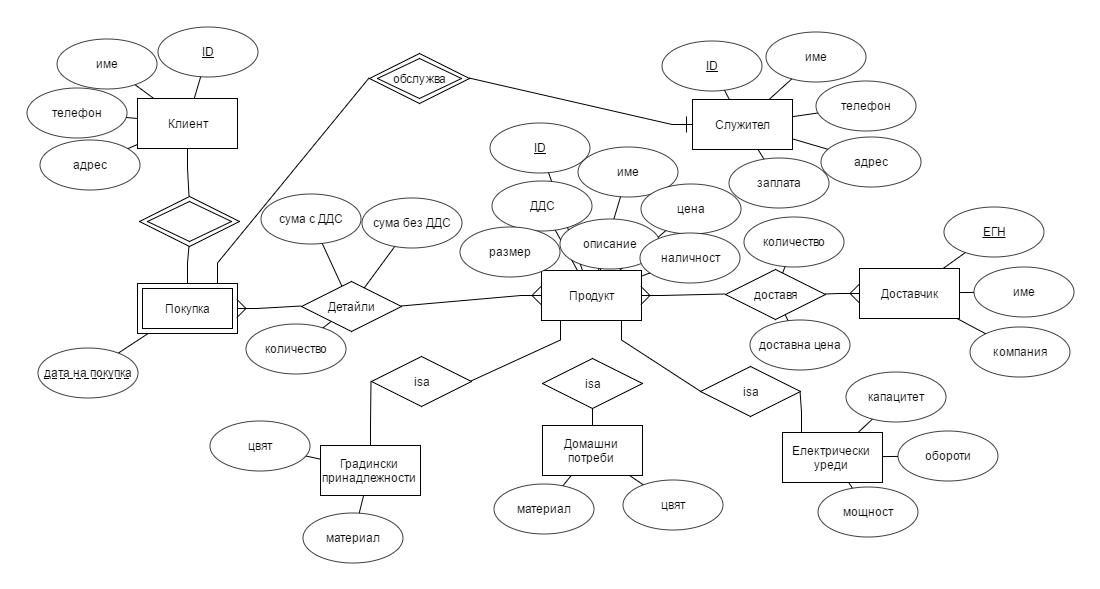 ID
име
телефон
адрес
Клиент
обслужва
ID
име
телефон
адрес
заплата
Служител
ID
име
ДДС
цена
размер
описание
наличност
Продукт
сума с ДДС
сума без ДДС
Детайли
количество
Покупка
дата на покупка
количество
доставя
доставна цена
Доставчик
ЕГН
име
компания
isa
isa
isa
цвят
Градински
принадлежности
материал
Домашни
потреби
материал
цвят
Електрически
уреди
капацитет
обороти
мощност